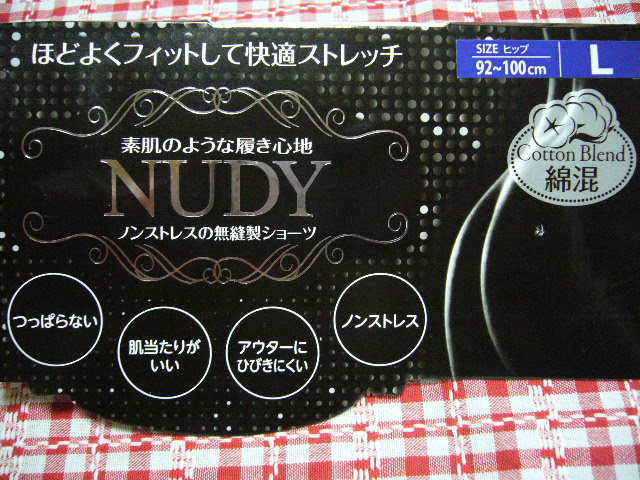 ほどよくフィットして快適ストレッチ
SIZE ヒップ
92~100cm
L
素肌のような履き心地
NUDY
ノンストレスの無縫製ショーツ
Cotton Blend
綿混
つっぱらない
肌当たりが
いい
アウターに
ひびきにくい
ノンストレス